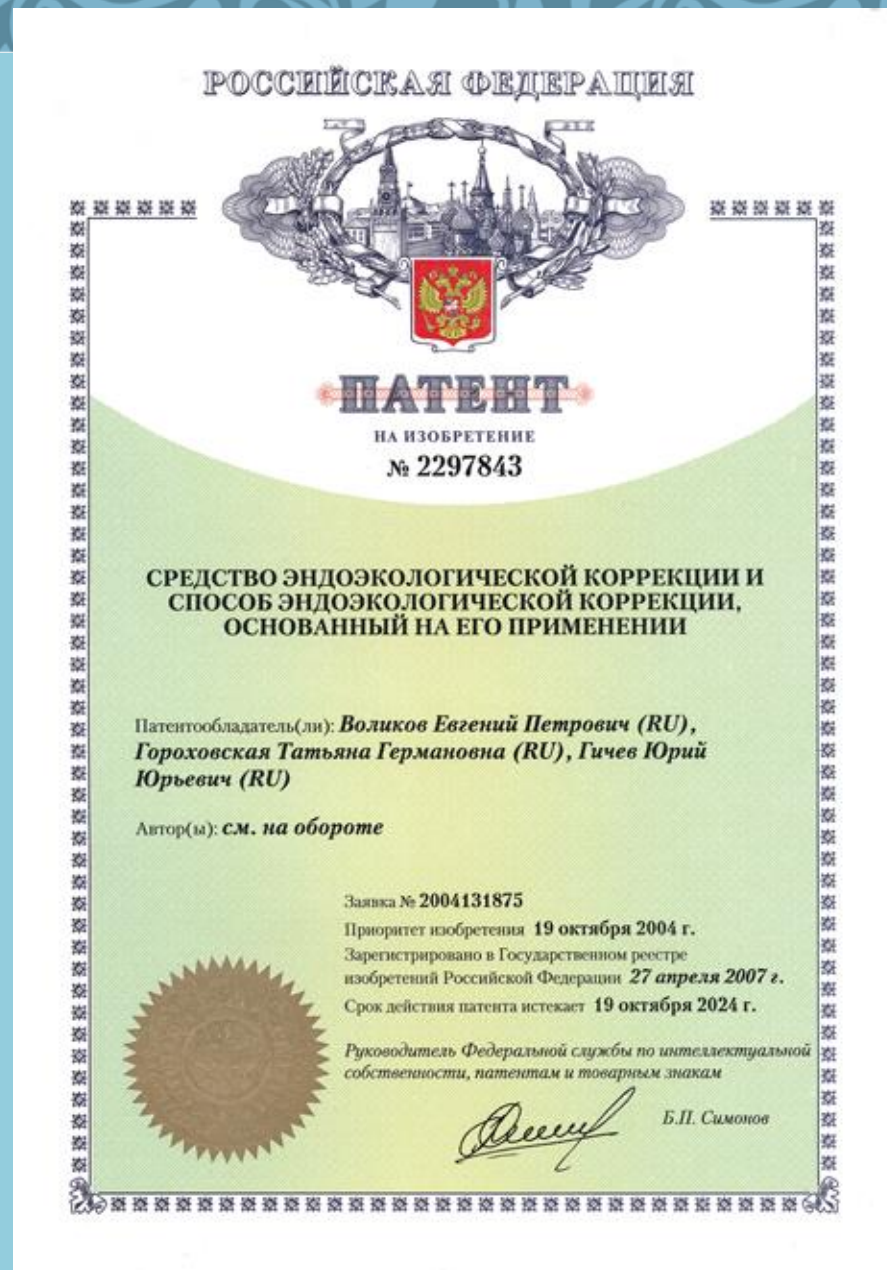 РОССИЙСКАЯ ФЕДЕРАЦИЯ
ПАТЕНТ
НА ИЗОБРЕТЕНИЕ
№ 2297843
СРЕДСТВО ЭНДОЭКОЛОГИЧЕСКОЙ КОРРЕКЦИИ И
СПОСОБ ЭНДОЭКОЛОГИЧЕСКОЙ КОРРЕКЦИИ,
ОСНОВАННЫЙ НА ЕГО ПРИМЕНЕНИИ
Патентообладатель(ли): Воликов Евгений Петрович (RU),
Гороховская Татьяна Германовна (RU), Гичев Юрий
Юрьевич (RU)
Автор(ы): см. на обороте
Заявка № 2004131875
Приоритет изобретения 19 октября 2004 г.
Зарегистрировано в Государственном реестре
изобретений Российской Федерации 27 апреля 2007 г.
Срок действия патента истекает 19 октября 2024 г.
Руководитель Федеральной службы по интеллектуальной
собственности, патентам и товарным знакам
Б.П. Симонов